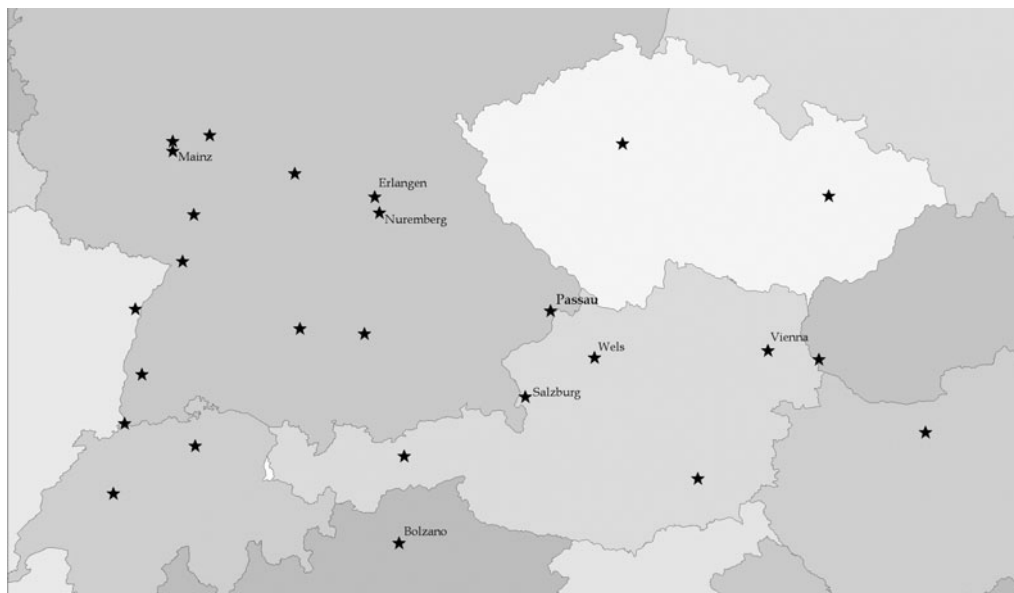 Mainz
Erlangen
Nuremberg
Passau
Vienna
Wels
Salzburg
Bolzano